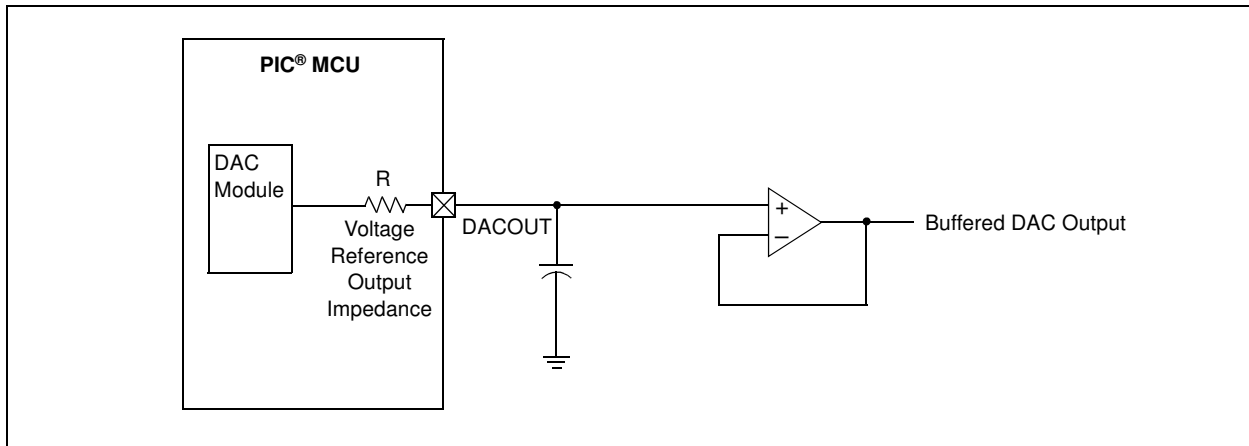 PIC® MCU
DAC
Module
R
Voltage
Reference
Output
Impedance
DACOUT
+
–
Buffered DAC Output